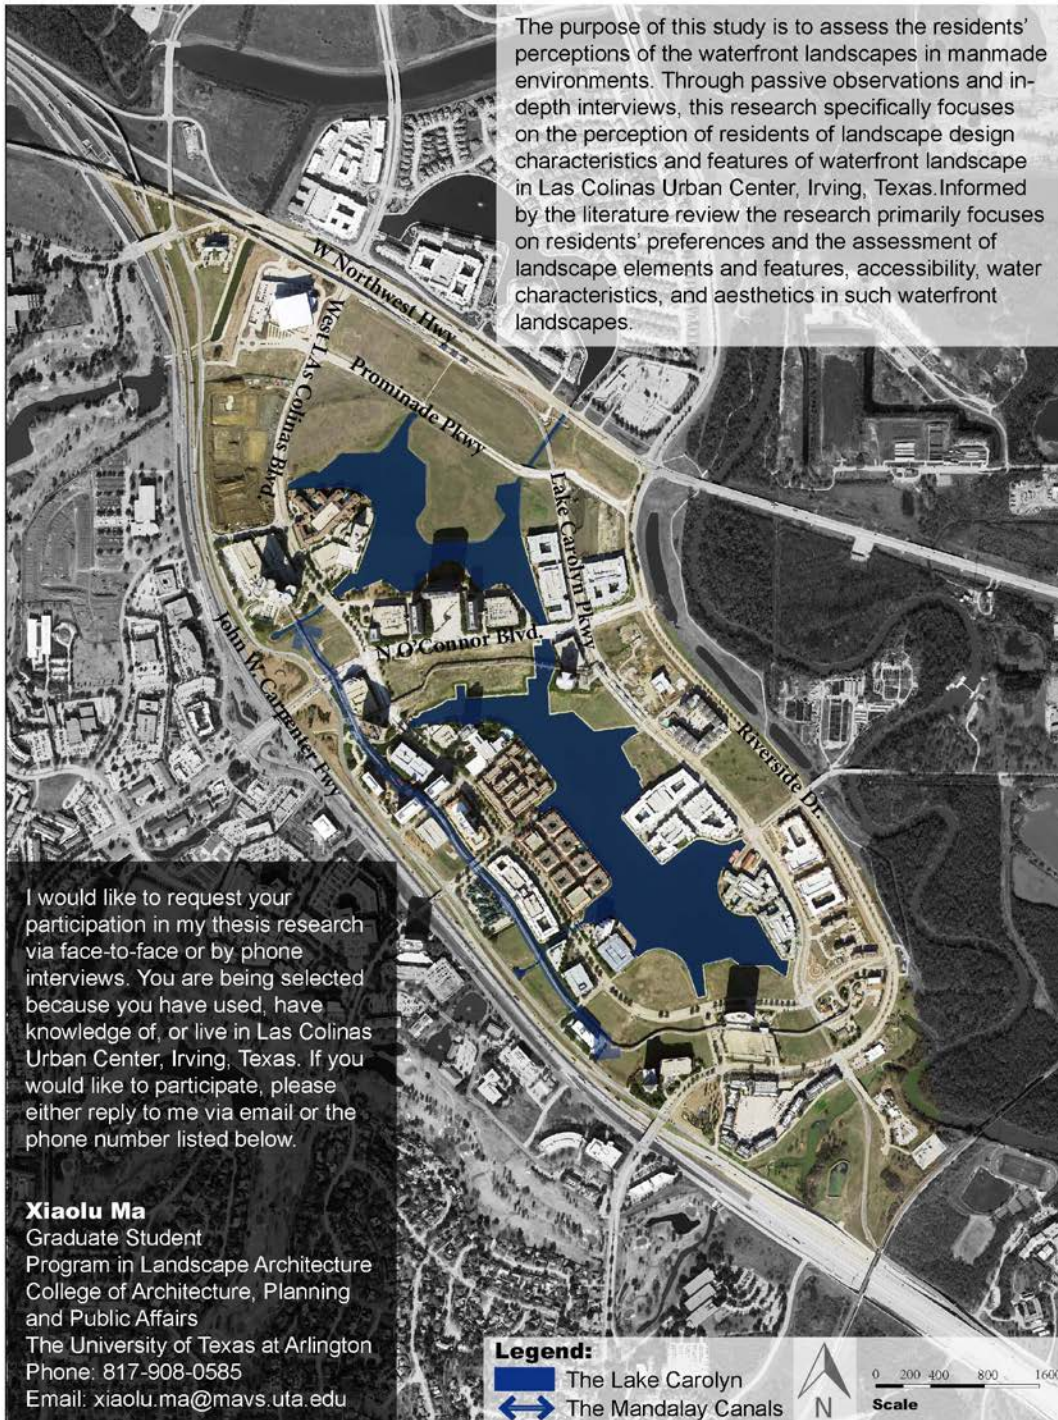 The purpose of this study is to assess the residents'
perceptions of the waterfront landscapes in manmade
environments. Through passive observations and in-
depth interviews, this research specifically focuses
on the perception of residents of landscape design
characteristics and features of waterfront landscape
in Las Colinas Urban Center, Irving, Texas.Informed
by the literature review the research primarily focuses
on residents' preferences and the assessment of
landscape elements and features, accessibility, water
characteristics, and aesthetics in such waterfront
landscapes.
W Northwest Hwy
West LAs Colinas Blvd.
Prominade Pkwy
Lake Carolyn Pkwy
N O'Connor Blvd.
John W. Carpenter Fwy
Riverside Dr.
I would like to request your
participation in my thesis research
via face-to-face or by phone
interviews. You are being selected
because you have used, have
knowledge of, or live in Las Colinas
Urban Center, Irving, Texas. If you
would like to participate, please
either reply to me via email or the
phone number listed below.
Xiaolu Ma
Graduate Student
Program in Landscape Architecture
College of Architecture, Planning
and Public Affairs
The University of Texas at Arlington
Phone: 817-908-0585
Email: xiaolu.ma@mavs.uta.edu
Legend:
The Lake Carolyn
The Mandalay Canals
N
0 200 400 800 1600
Scale